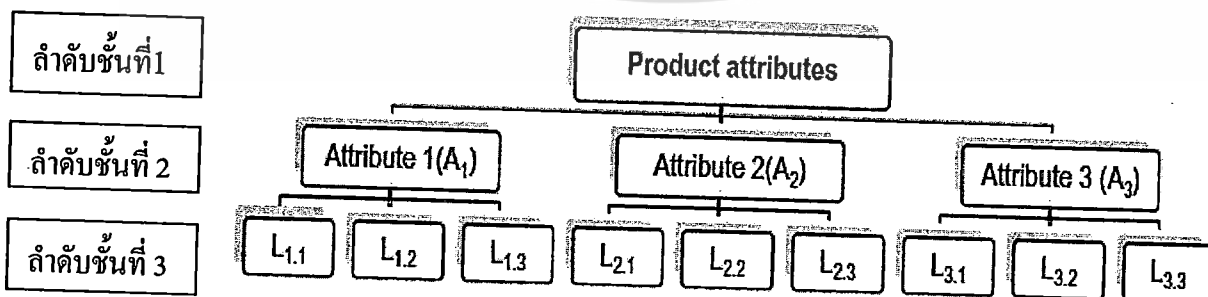 ลำดับชั้นที่1
Product attributes
ลำดับชั้นที่ 2
Attribute 1(A₁)
Attribute 2(A₂)
Attribute 3 (A₃)
ลำดับชั้นที่ 3
L₁.₁
L₁.₂
L₁.₃
L₂.₁
L₂.₂
L₂.₃
L₃.₁
L₃.₂
L₃.₃